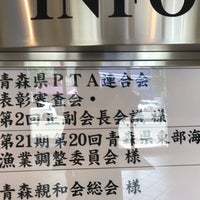 INFO
青森県PTA連合会
表彰審査会・
第2回正副会長会議 様
第21期第20回青森県東部海
漁業調整委員会 様
青森親和会総会 様